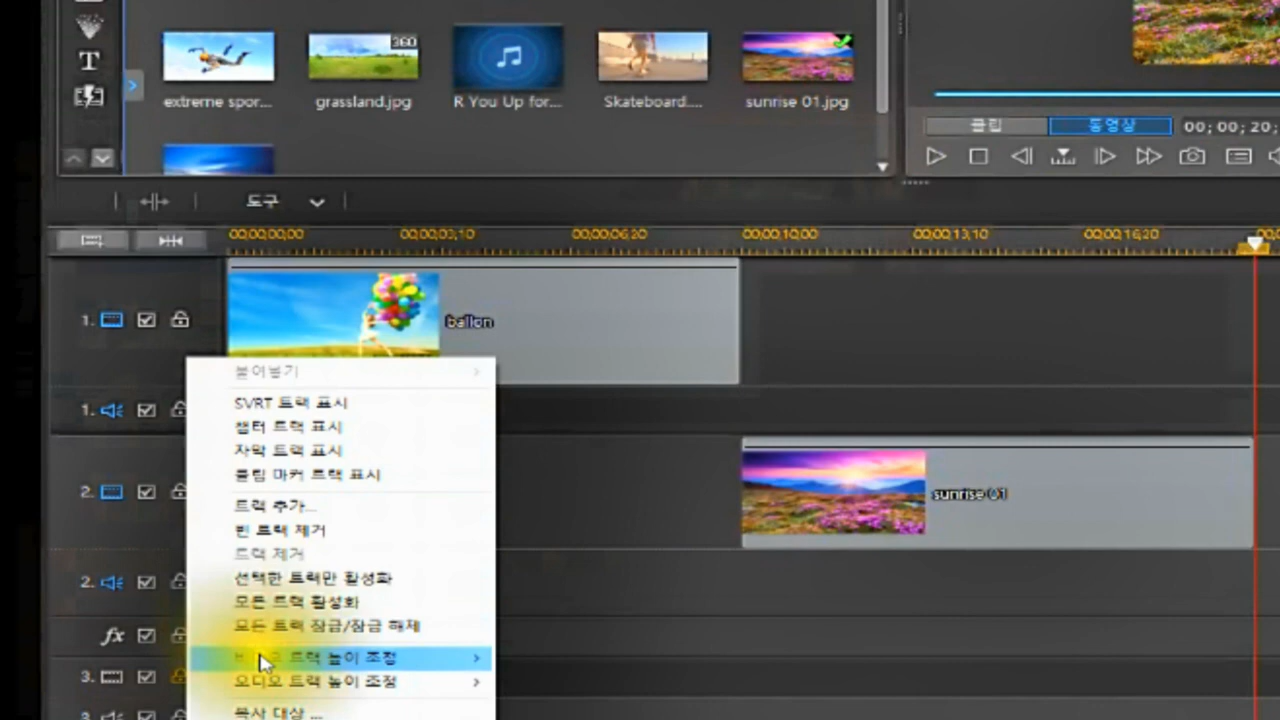 T
360
extreme spor...
grassland.jpg
R You Up for...
Skateboard....
sunrise 01.jpg
클립
동영상
00; 00; 20;
도구
00;00;00;00
00;00;03;10
00;00;06;20
00;00;10;00
00;00;13;10
00;00;16;20
1.
ballon
붙여넣기
SVRT 트랙 표시
챕터 트랙 표시
자막 트랙 표시
클립 마커 트랙 표시
1.
2.
sunrise 01
트랙 추가...
빈 트랙 제거
트랙 제거
선택한 트랙만 활성화
모든 트랙 활성화
모든 트랙 잠금/잠금 해제
2.
fx
비디오 트랙 높이 조정
3.
오디오 트랙 높이 조정
복사 대상 ...
3.